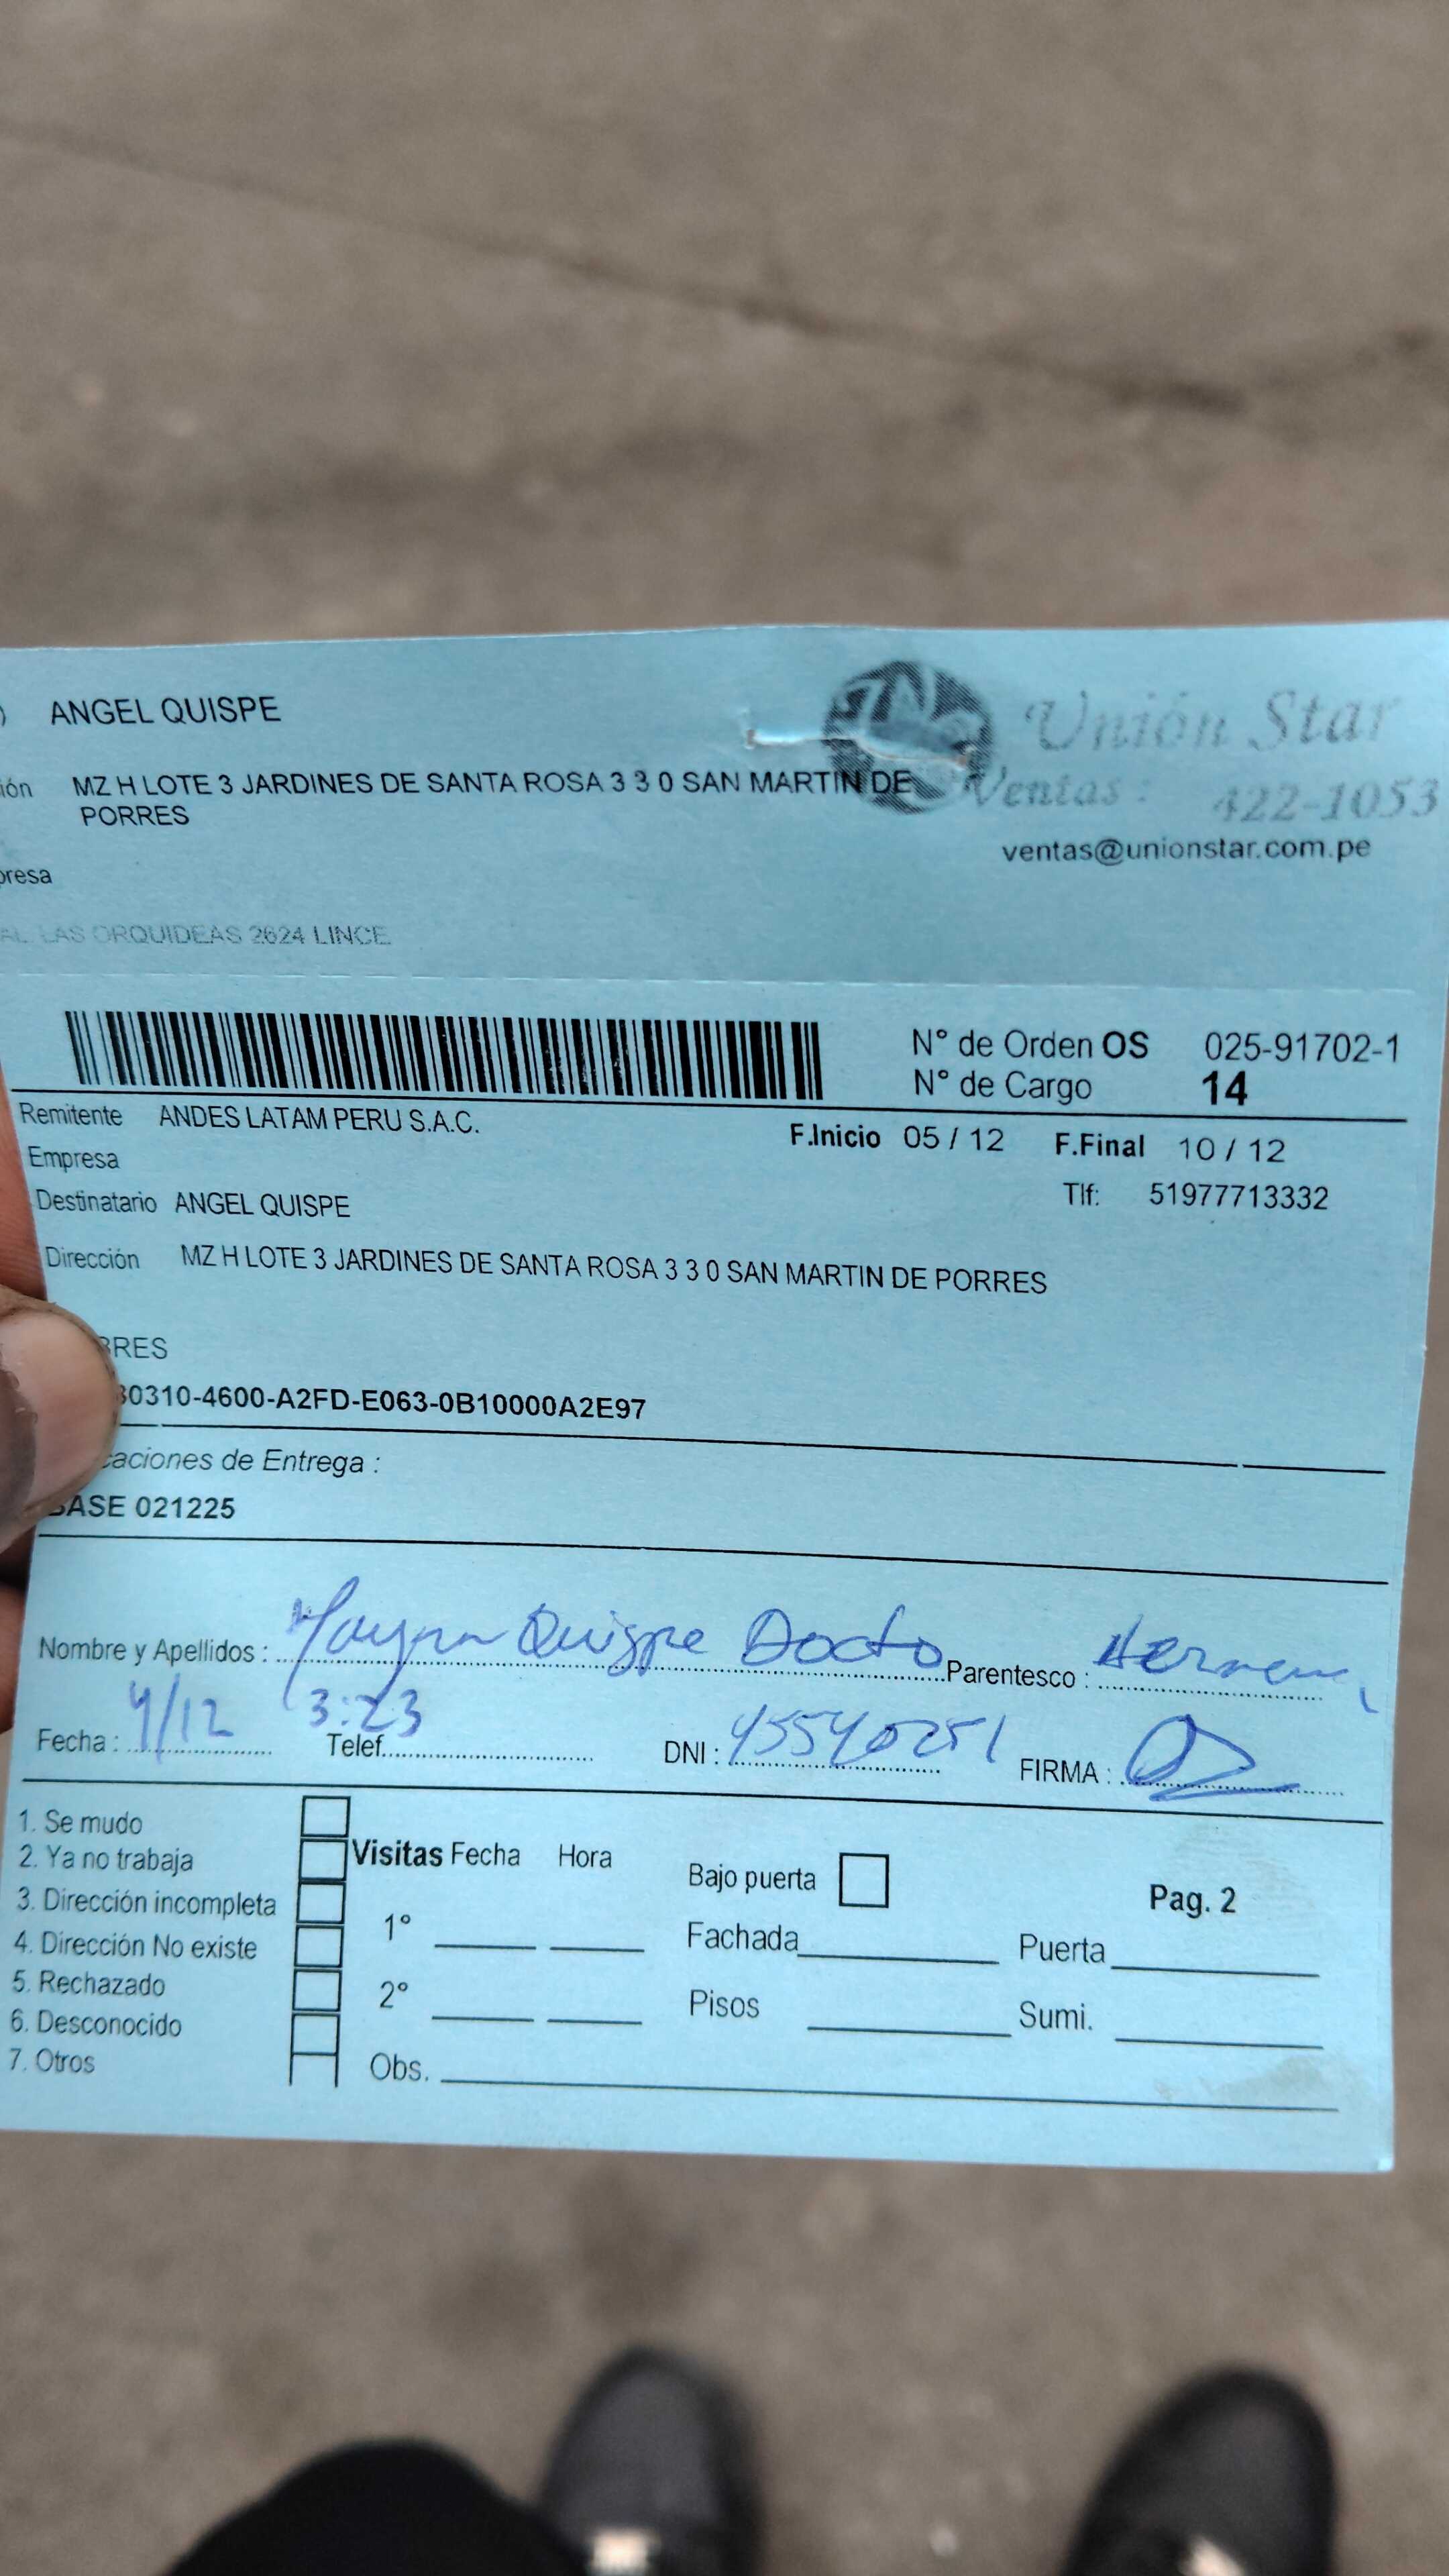 ANGEL QUISPE
Unión Star
ión MZ H LOTE 3 JARDINES DE SANTA ROSA 3 3 0 SAN MARTIN DE
PORRES
Ventas : 422-1053
ventas@unionstar.com.pe
presa
AL. LAS ORQUIDEAS 2624 LINCE
N° de Orden OS 025-91702-1
N° de Cargo 14
Remitente ANDES LATAM PERU S.A.C.
F.Inicio 05 / 12 F.Final 10 / 12
Empresa
Destinatario ANGEL QUISPE
Tlf: 51977713332
Dirección MZ H LOTE 3 JARDINES DE SANTA ROSA 3 3 0 SAN MARTIN DE PORRES
RRES
30310-4600-A2FD-E063-0B10000A2E97
caciones de Entrega :
BASE 021225
Nombre y Apellidos : Quispe Parentesco :
Fecha : 9/12 3:23 Telef. DNI : 45540251 FIRMA :
1. Se mudo
2. Ya no trabaja
3. Dirección incompleta
4. Dirección No existe
5. Rechazado
6. Desconocido
7. Otros
Visitas Fecha Hora
1°
2°
Obs.
Bajo puerta
Fachada
Pisos
Pag. 2
Puerta
Sumi.